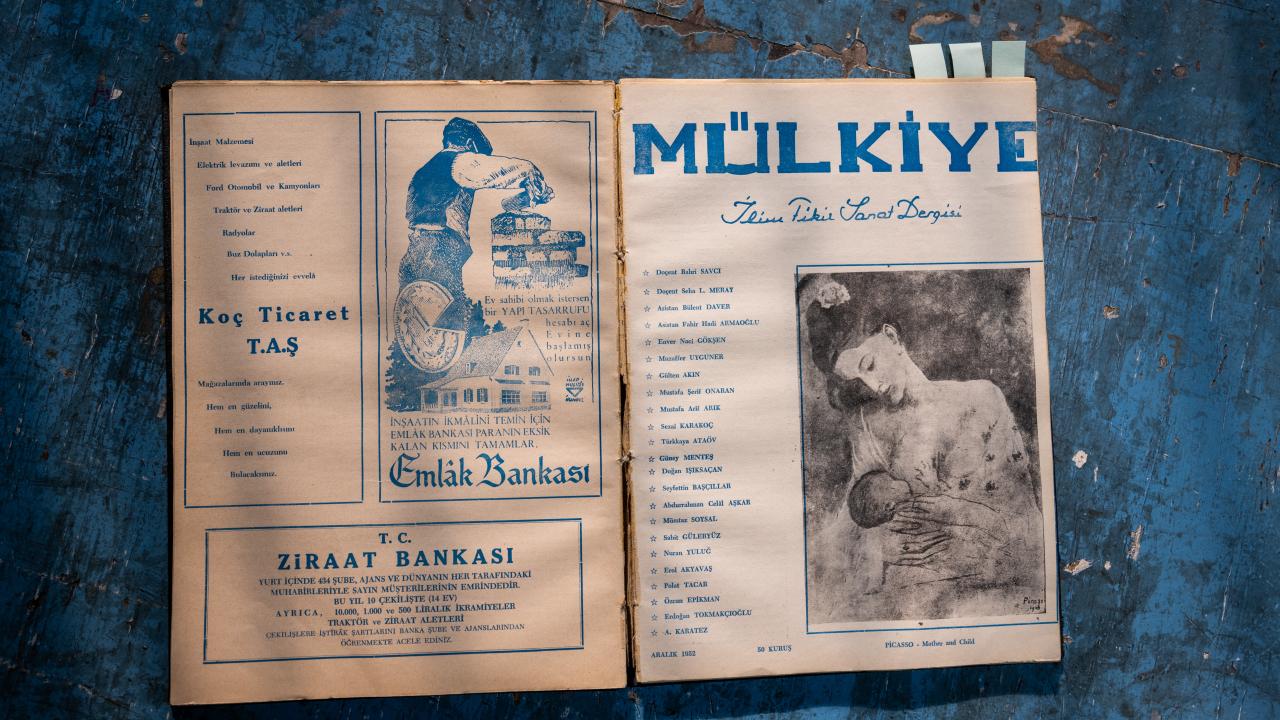 İnşaat Malzemesi
Elektrik levazımı ve aletleri
Ford Otomobil ve Kamyonları
Traktör ve Ziraat aletleri
Radyolar
Buz Dolapları v.s.
Her istediğinizi evvelâ
Koç Ticaret
T.A.Ş
Mağazalarında arayınız.
Hem en güzelini,
Hem en dayanıklısını
Hem en ucuzunu
Bulacaksınız.
Ev sahibi olmak istersen
bir YAPI TASARRUFU
hesabı aç
Evine
başlamış
olursun
İNŞAATIN İKMÂLİNİ TEMİN İÇİN
EMLÂK BANKASI PARANIN EKSİK
KALAN KISMINI TAMAMLAR.
Emlâk Bankası
T. C.
ZİRAAT BANKASI
YURT İÇİNDE 434 ŞUBE, AJANS VE DÜNYANIN HER TARAFINDAKİ
MUHABİRLERİYLE SAYIN MÜŞTERİLERİNİN EMRİNDEDİR.
BU YIL 10 ÇEKİLİŞTE (14 EV)
AYRICA, 10.000, 1.000 ve 500 LİRALIK İKRAMİYELER
TRAKTÖR ve ZİRAAT ALETLERİ
ÇEKİLİŞLERE İŞTİRÂK ŞARTLARINI BANKA ŞUBE VE AJANSLARINDAN
ÖĞRENMEKTE ACELE EDİNİZ.
MÜLKİYE
İlim Fikir Sanat Dergisi
☆ Doçent Bahri SAVCI
☆ Doçent Seha L. MERAY
☆ Asistan Bülent DAVER
☆ Asistan Fahir Hadi ARMAOĞLU
☆ Enver Naci GÖKŞEN
☆ Muzaffer UYGUNER
☆ Gülten AKIN
☆ Mustafa Şerif ONARAN
☆ Mustafa Arif ARIK
☆ Sezai KARAKOÇ
☆ Türkkaya ATAÖV
☆ Güney MENTEŞ
☆ Doğan IŞIKSAÇAN
☆ Seyfettin BAŞÇILLAR
☆ Abdurrahman Celâl AŞKAR
☆ Mümtaz SOYSAL
☆ Sabit GÜLERYÜZ
☆ Nuran YULUĞ
☆ Erol AKYAVAŞ
☆ Polat TACAR
☆ Özcan EPİKMAN
☆ Erdoğan TOKMAKÇIOĞLU
☆ A. KARATEZ
Picasso
ARALIK 1952
50 KURUŞ
PİCASSO - Mother and Child